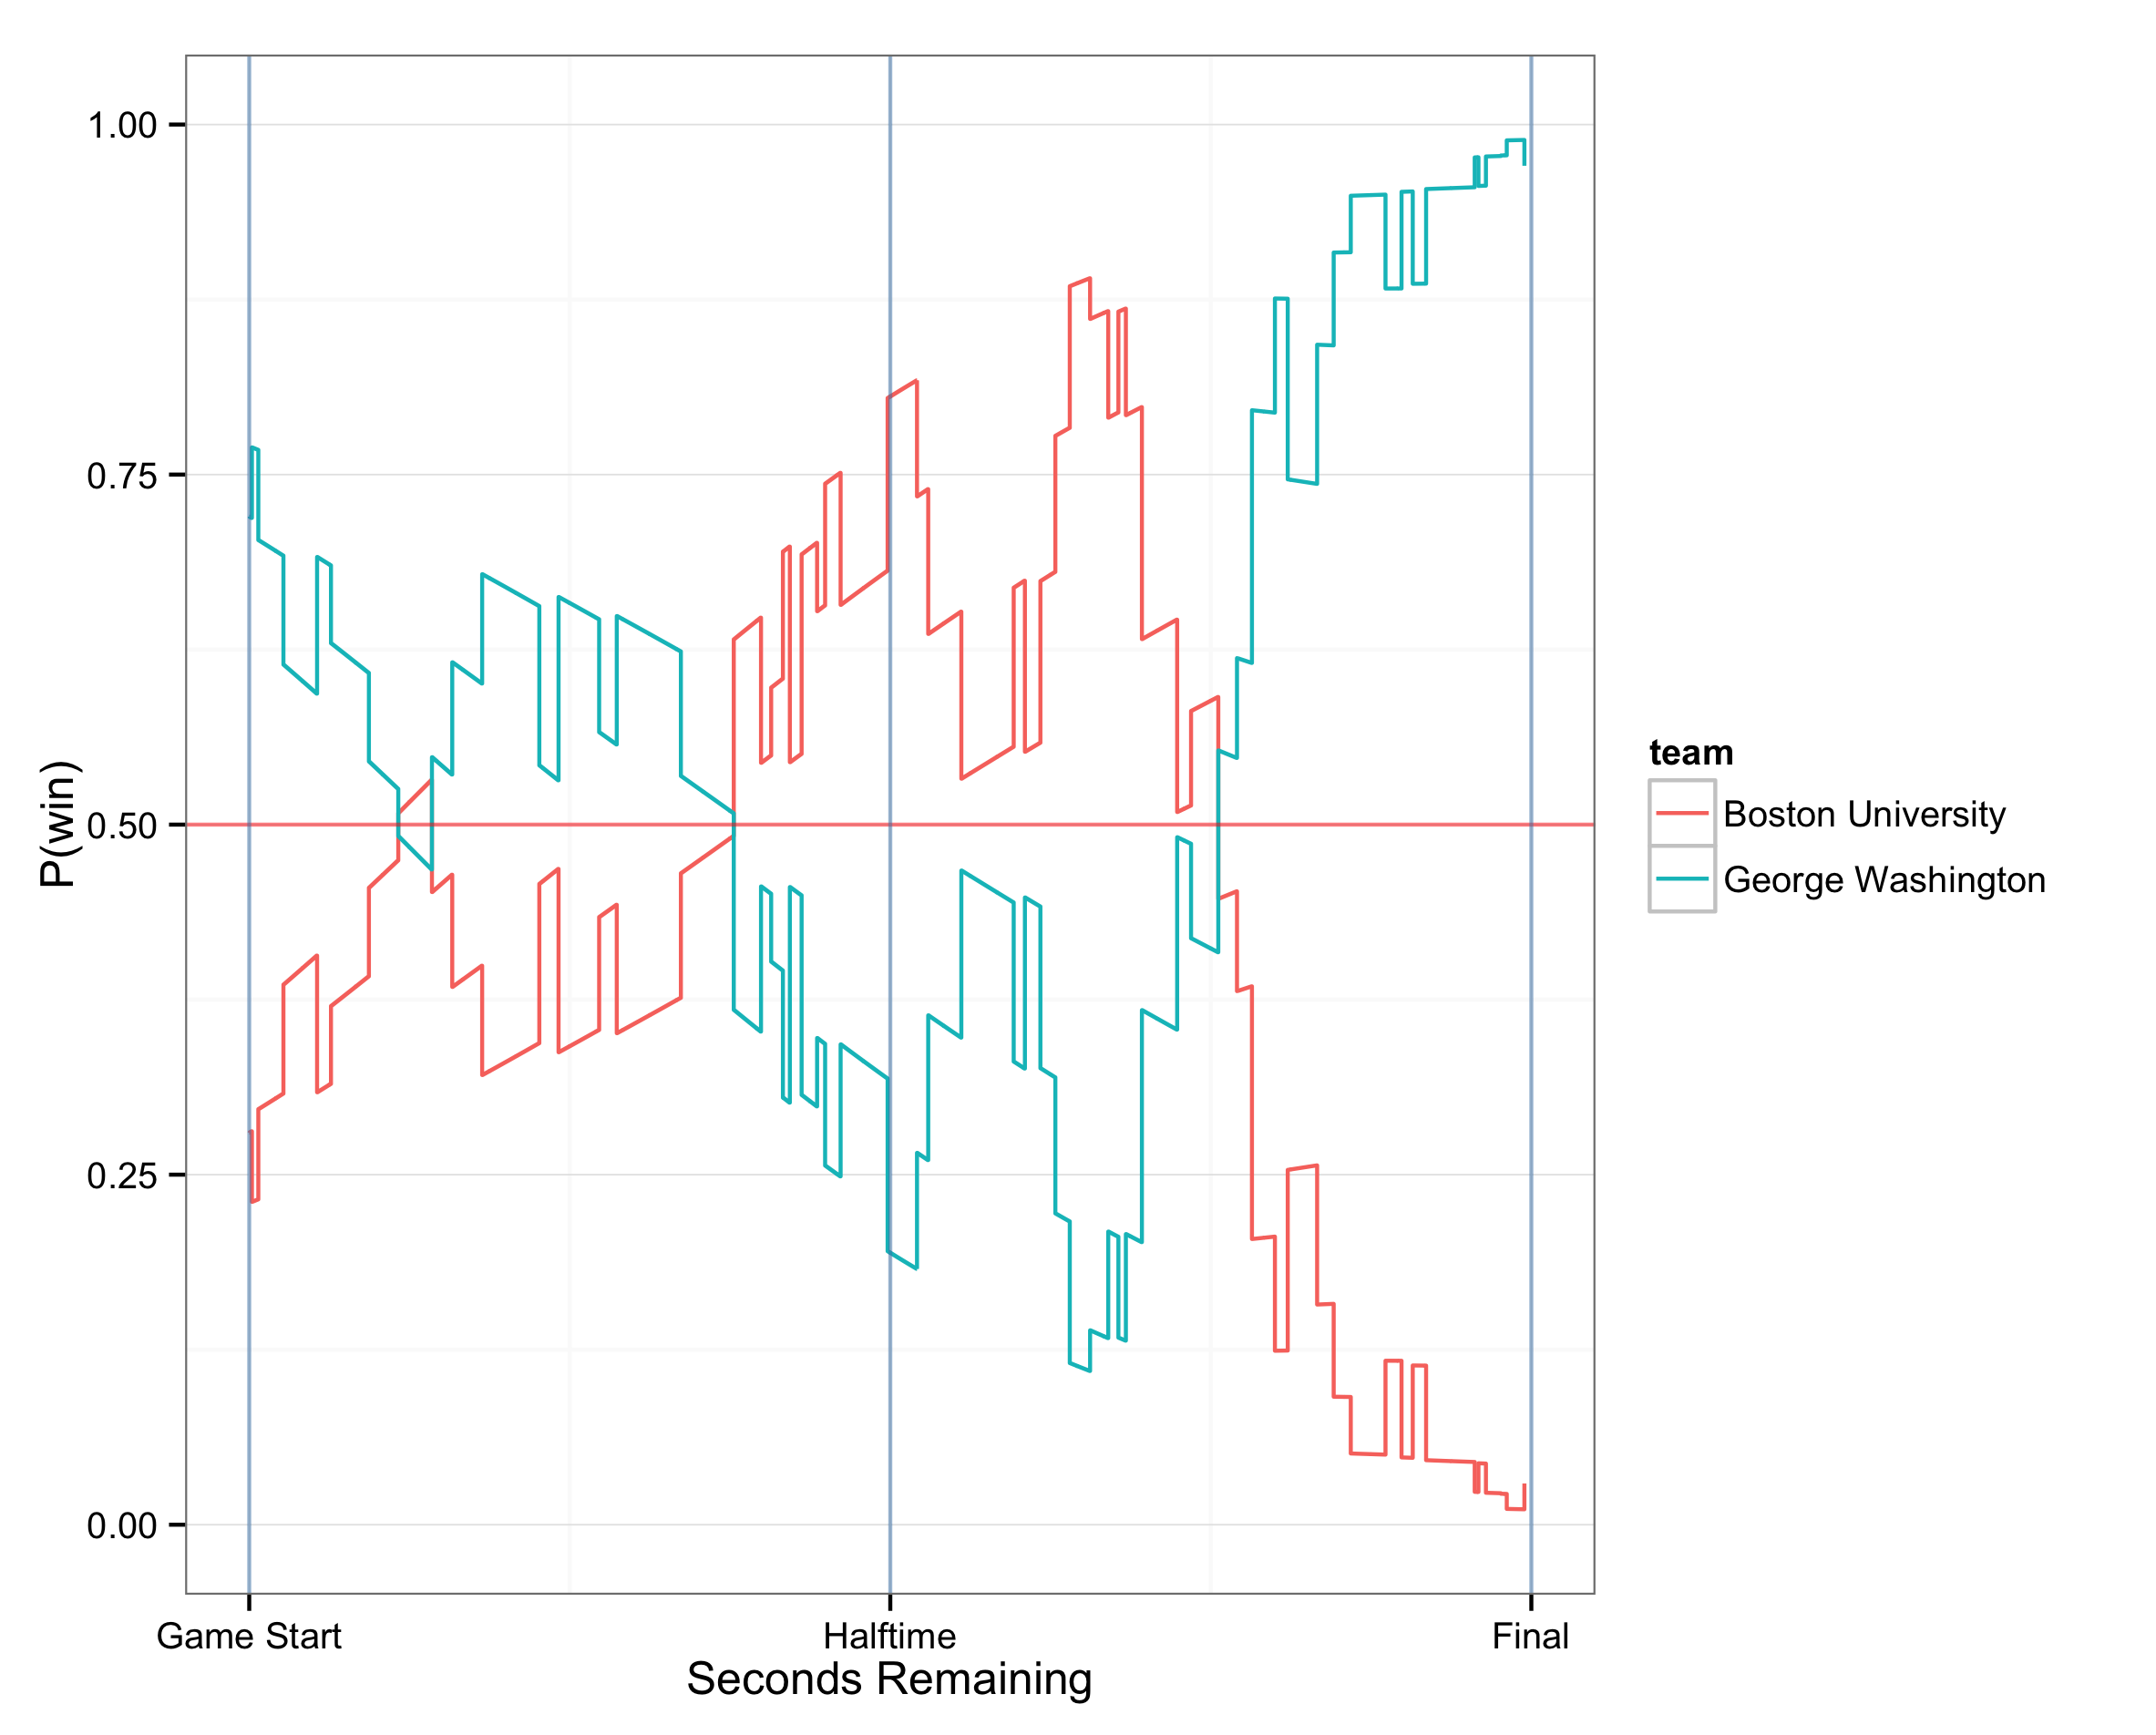 1.00
0.75
0.50
0.25
0.00
P(win)
Game Start
Halftime
Final
Seconds Remaining
team
Boston University
George Washington